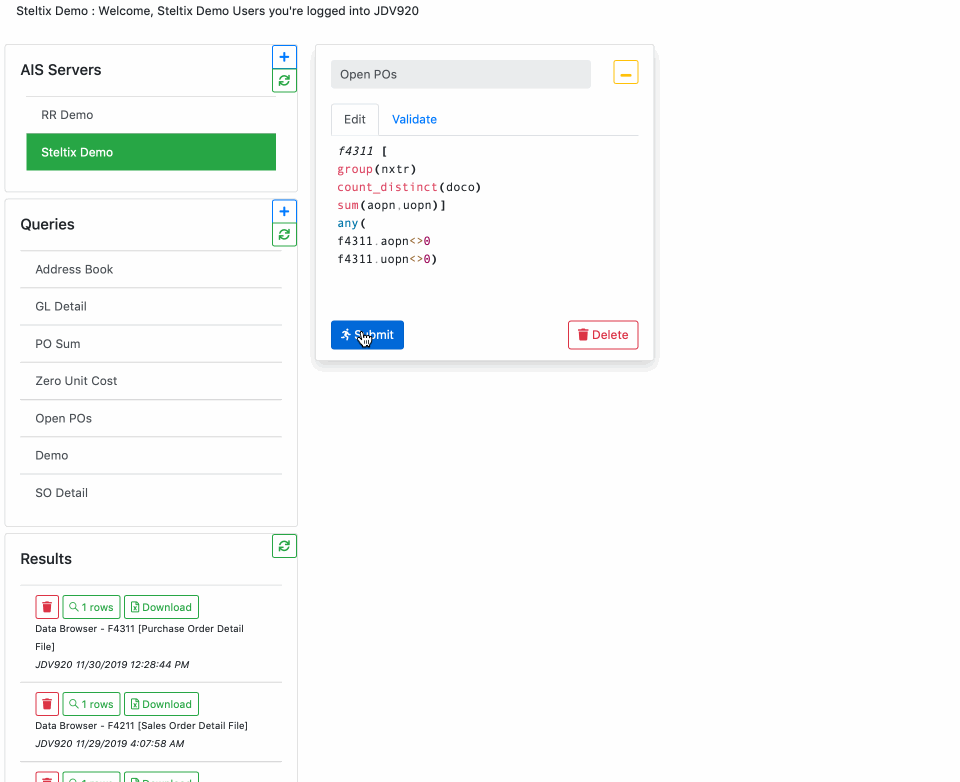 Steltix Demo : Welcome, Steltix Demo Users you're logged into JDV920
AIS Servers
RR Demo
Steltix Demo
Queries
Address Book
GL Detail
PO Sum
Zero Unit Cost
Open POs
Demo
SO Detail
Results
1 rows Download
Data Browser - F4311 [Purchase Order Detail
File]
JDV920 11/30/2019 12:28:44 PM
1 rows Download
Data Browser - F4211 [Sales Order Detail File]
JDV920 11/29/2019 4:07:58 AM
Open POs
Edit Validate
f4311 [
group(nxtr)
count_distinct(doco)
sum(aopn,uopn)]
any(
f4311.aopn<>0
f4311.uopn<>0)
Submit Delete